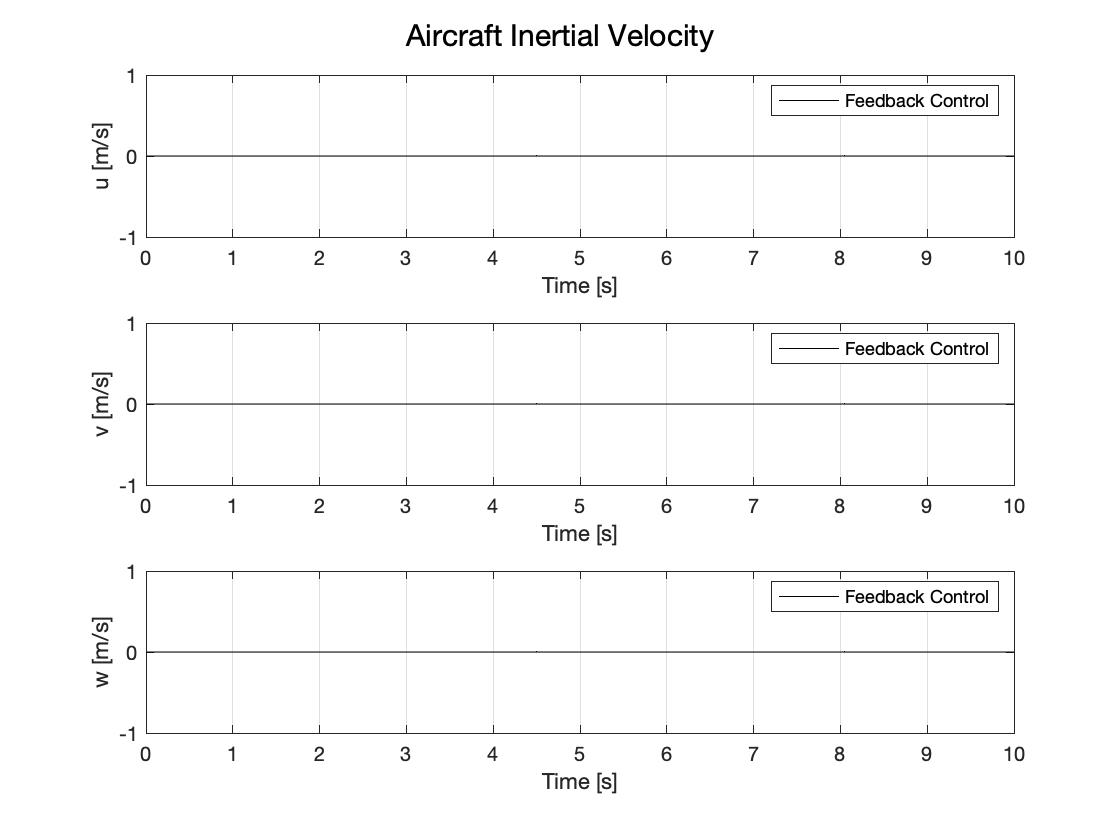 Aircraft Inertial Velocity
1
Feedback Control
u [m/s]
0
-1
0 1 2 3 4 5 6 7 8 9 10
Time [s]
1
Feedback Control
v [m/s]
0
-1
0 1 2 3 4 5 6 7 8 9 10
Time [s]
1
Feedback Control
w [m/s]
0
-1
0 1 2 3 4 5 6 7 8 9 10
Time [s]